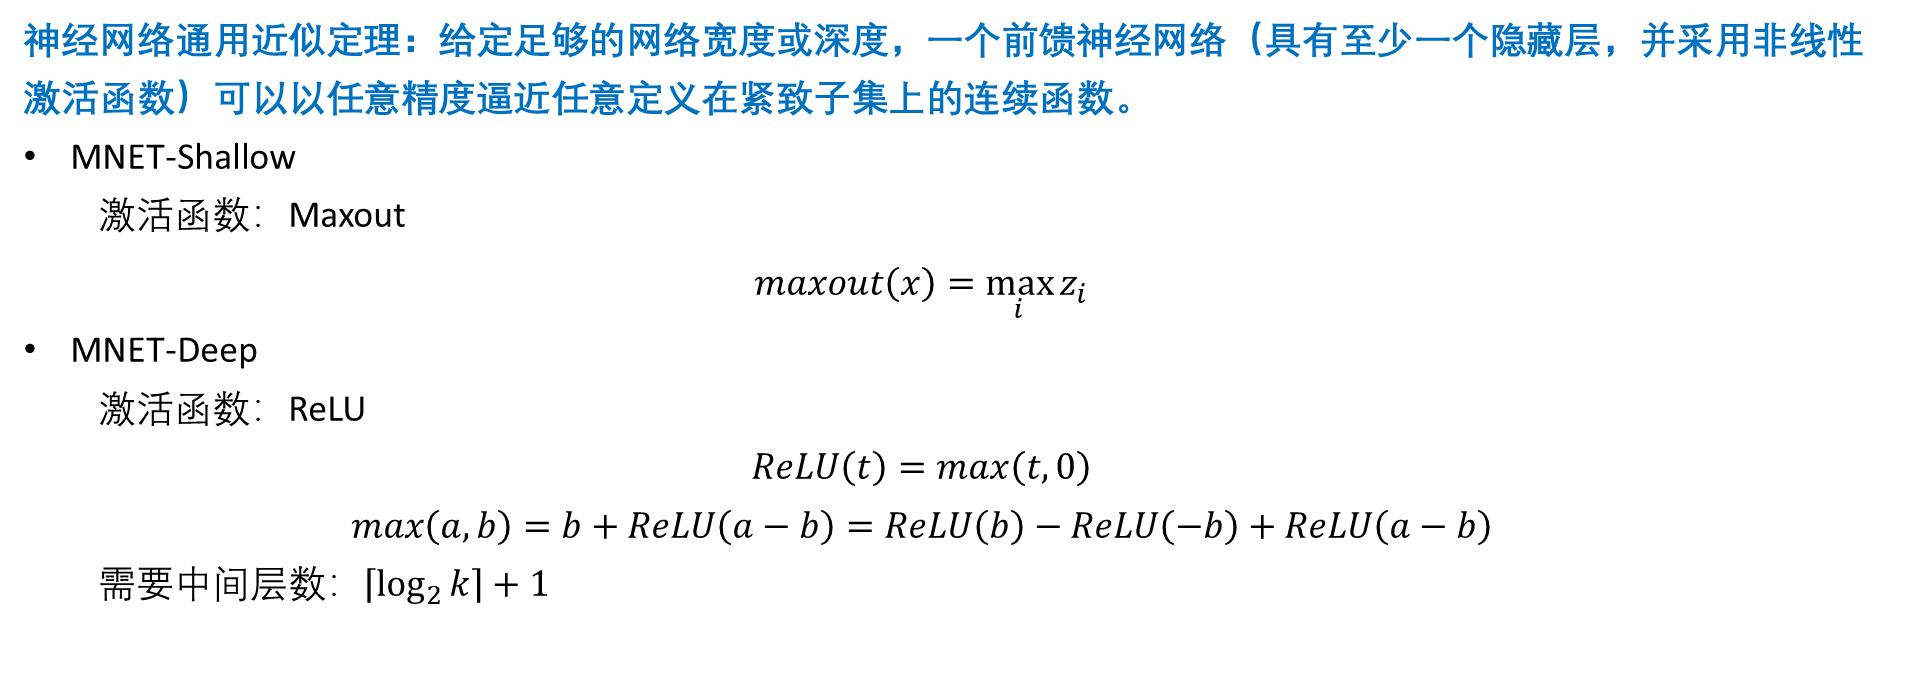 神经网络通用近似定理：给定足够的网络宽度或深度，一个前馈神经网络（具有至少一个隐藏层，并采用非线性
激活函数）可以以任意精度逼近任意定义在紧致子集上的连续函数。
• MNET-Shallow
激活函数：Maxout
maxout(x) = max_i z_i
• MNET-Deep
激活函数：ReLU
ReLU(t) = max(t, 0)
max(a, b) = b + ReLU(a − b) = ReLU(b) − ReLU(−b) + ReLU(a − b)
需要中间层数：⌈log₂ k⌉ + 1